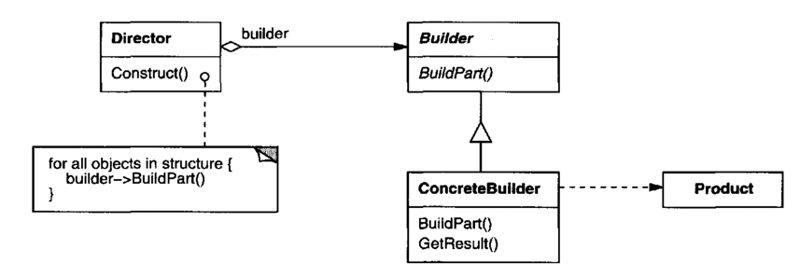 Director
builder
Builder
Construct()
BuildPart()
for all objects in structure {
builder->BuildPart()
}
ConcreteBuilder
Product
BuildPart()
GetResult()